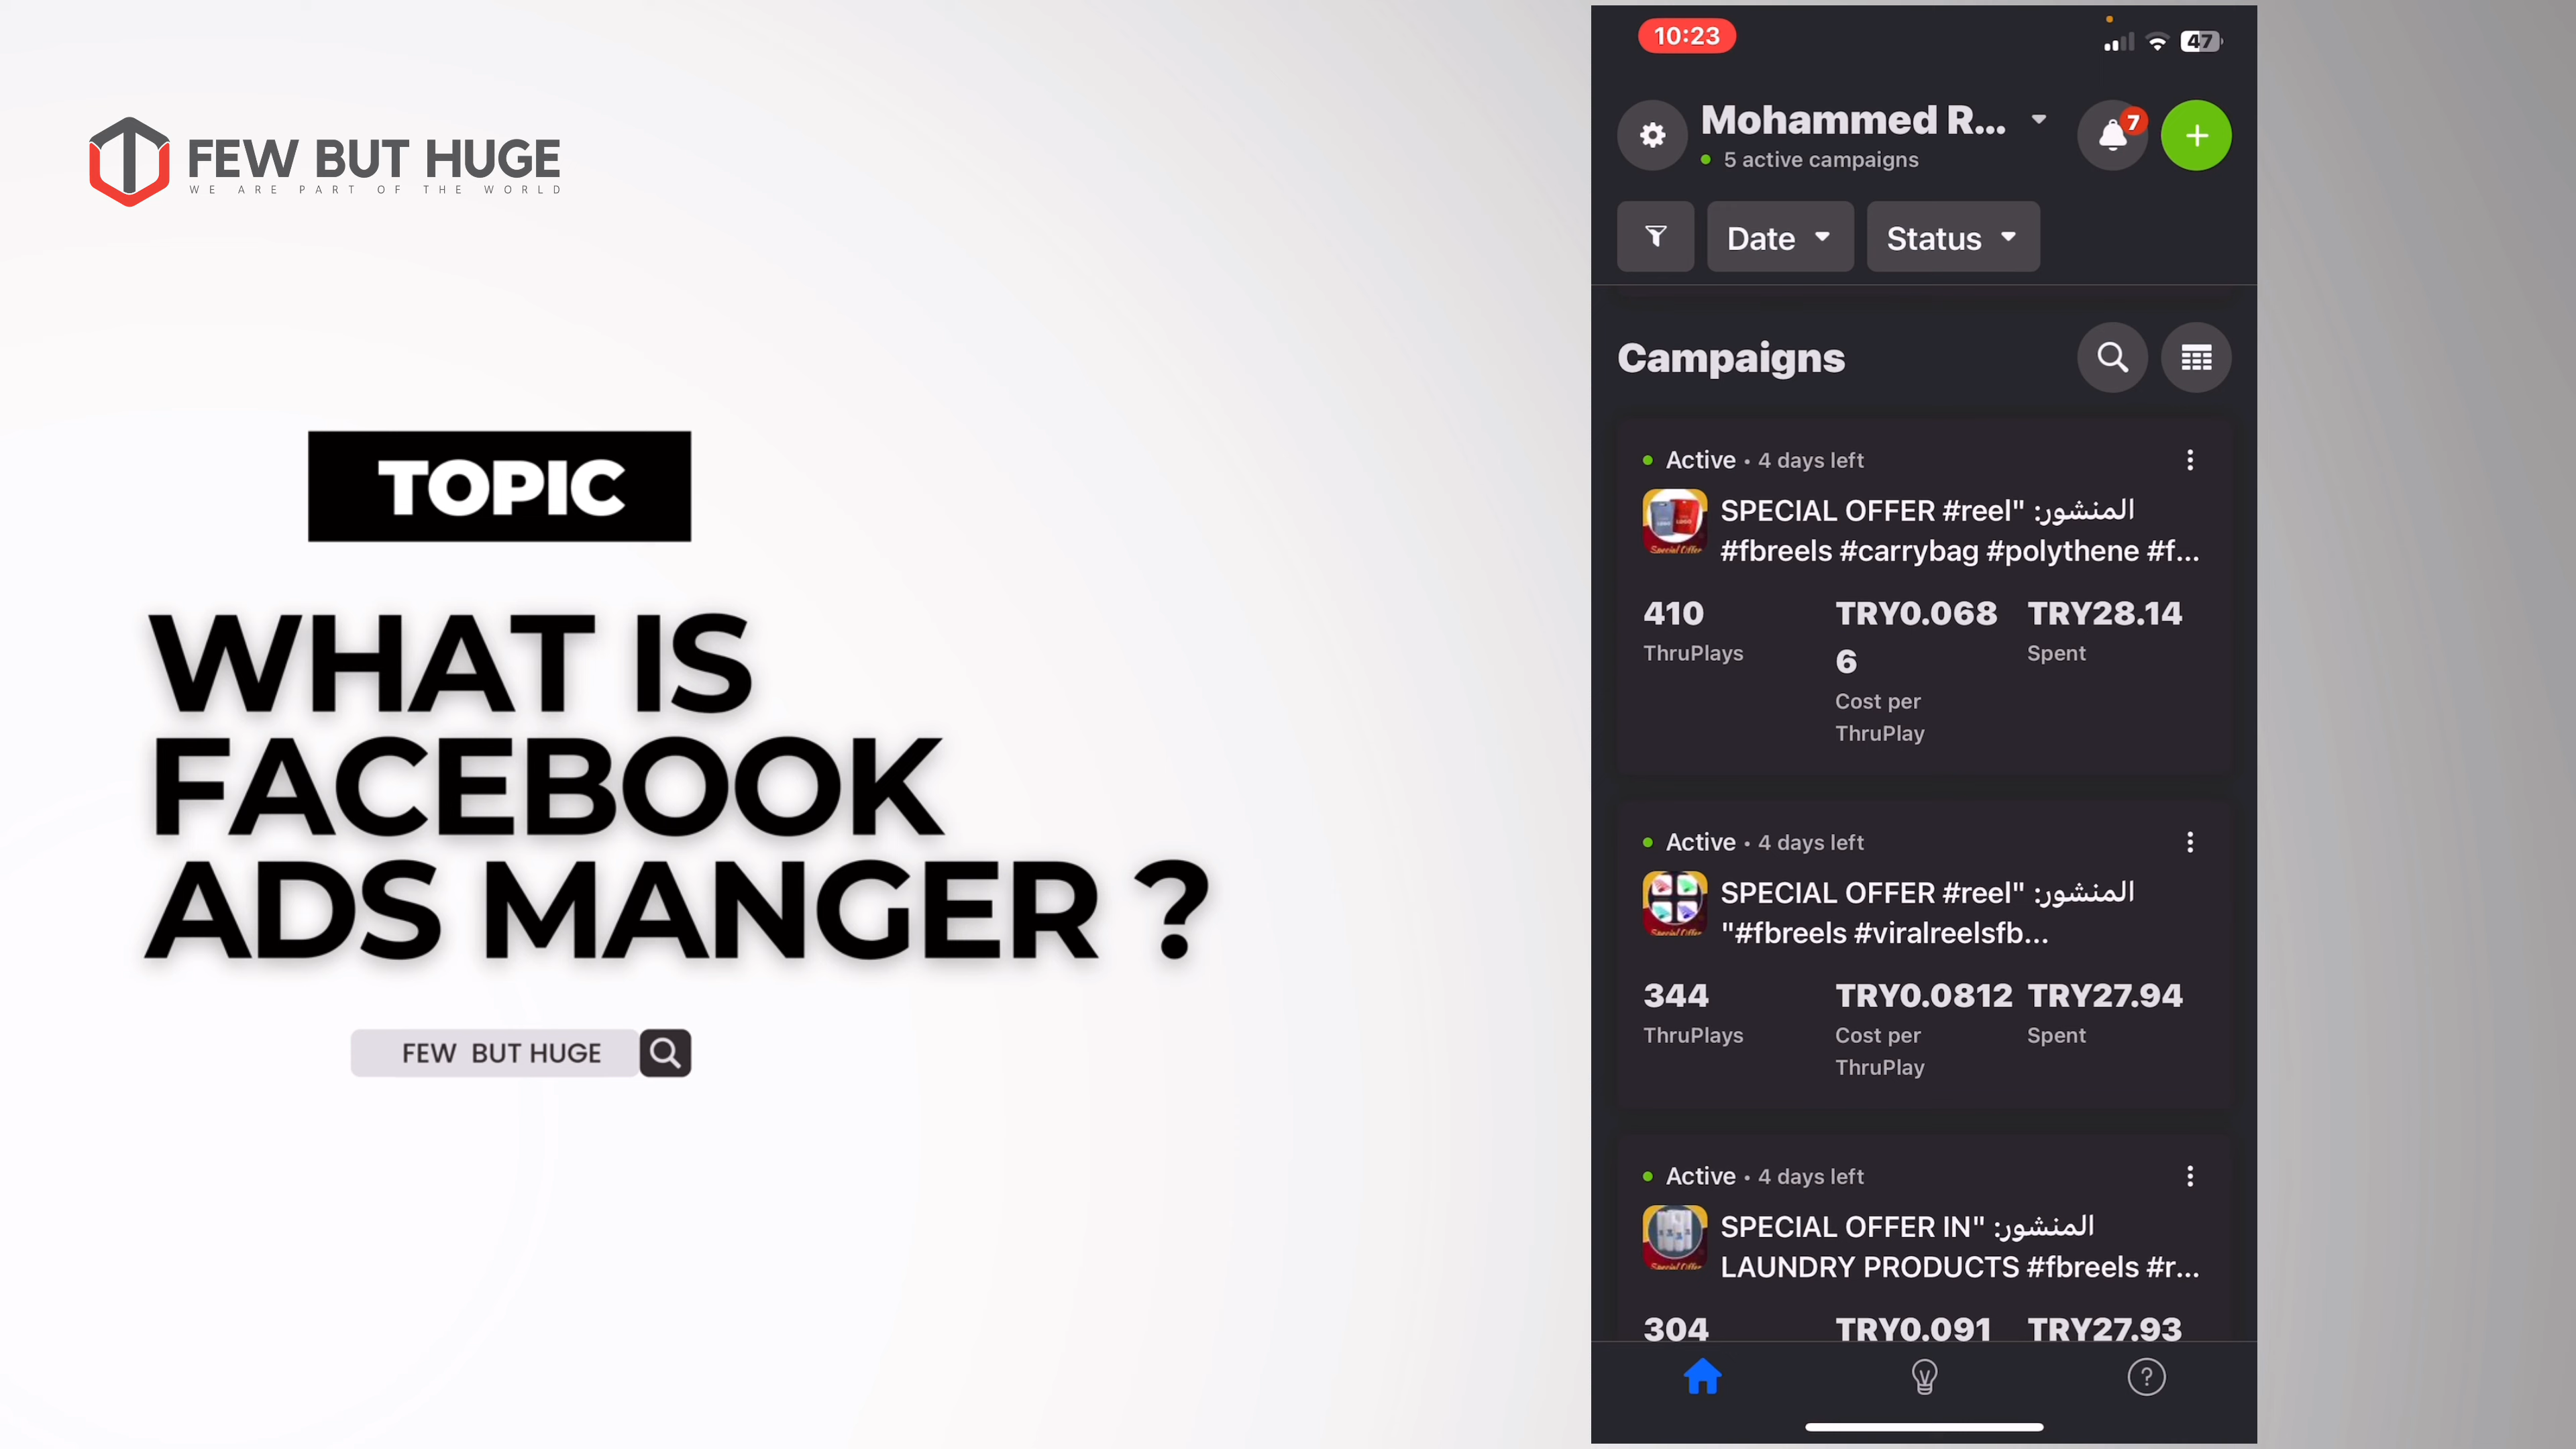 FEW BUT HUGE
WE ARE PART OF THE WORLD
TOPIC
WHAT IS
FACEBOOK
ADS MANGER ?
FEW BUT HUGE
10:23
47
Mohammed R...
7
5 active campaigns
Date
Status
Campaigns
Active • 4 days left
المنشور: "SPECIAL OFFER #reel
#fbreels #carrybag #polythene #f...
410 TRY0.068 TRY28.14
ThruPlays 6 Spent
Cost per
ThruPlay
Active • 4 days left
المنشور: "SPECIAL OFFER #reel
"#fbreels #viralreelsfb...
344 TRY0.0812 TRY27.94
ThruPlays Cost per Spent
ThruPlay
Active • 4 days left
المنشور: "SPECIAL OFFER IN
LAUNDRY PRODUCTS #fbreels #r...
304 TRY0.091 TRY27.93